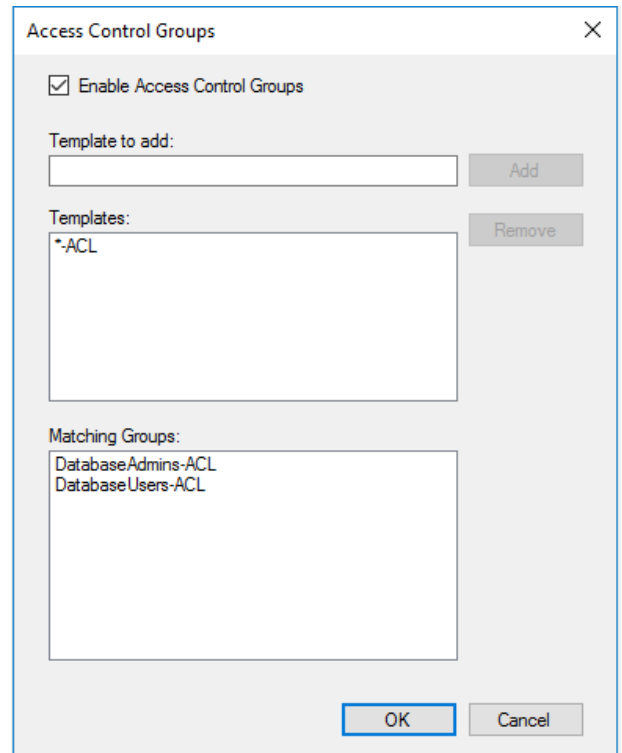 Access Control Groups
Enable Access Control Groups
Template to add:
Add
Templates:
Remove
*-ACL
Matching Groups:
DatabaseAdmins-ACL
DatabaseUsers-ACL
OK
Cancel